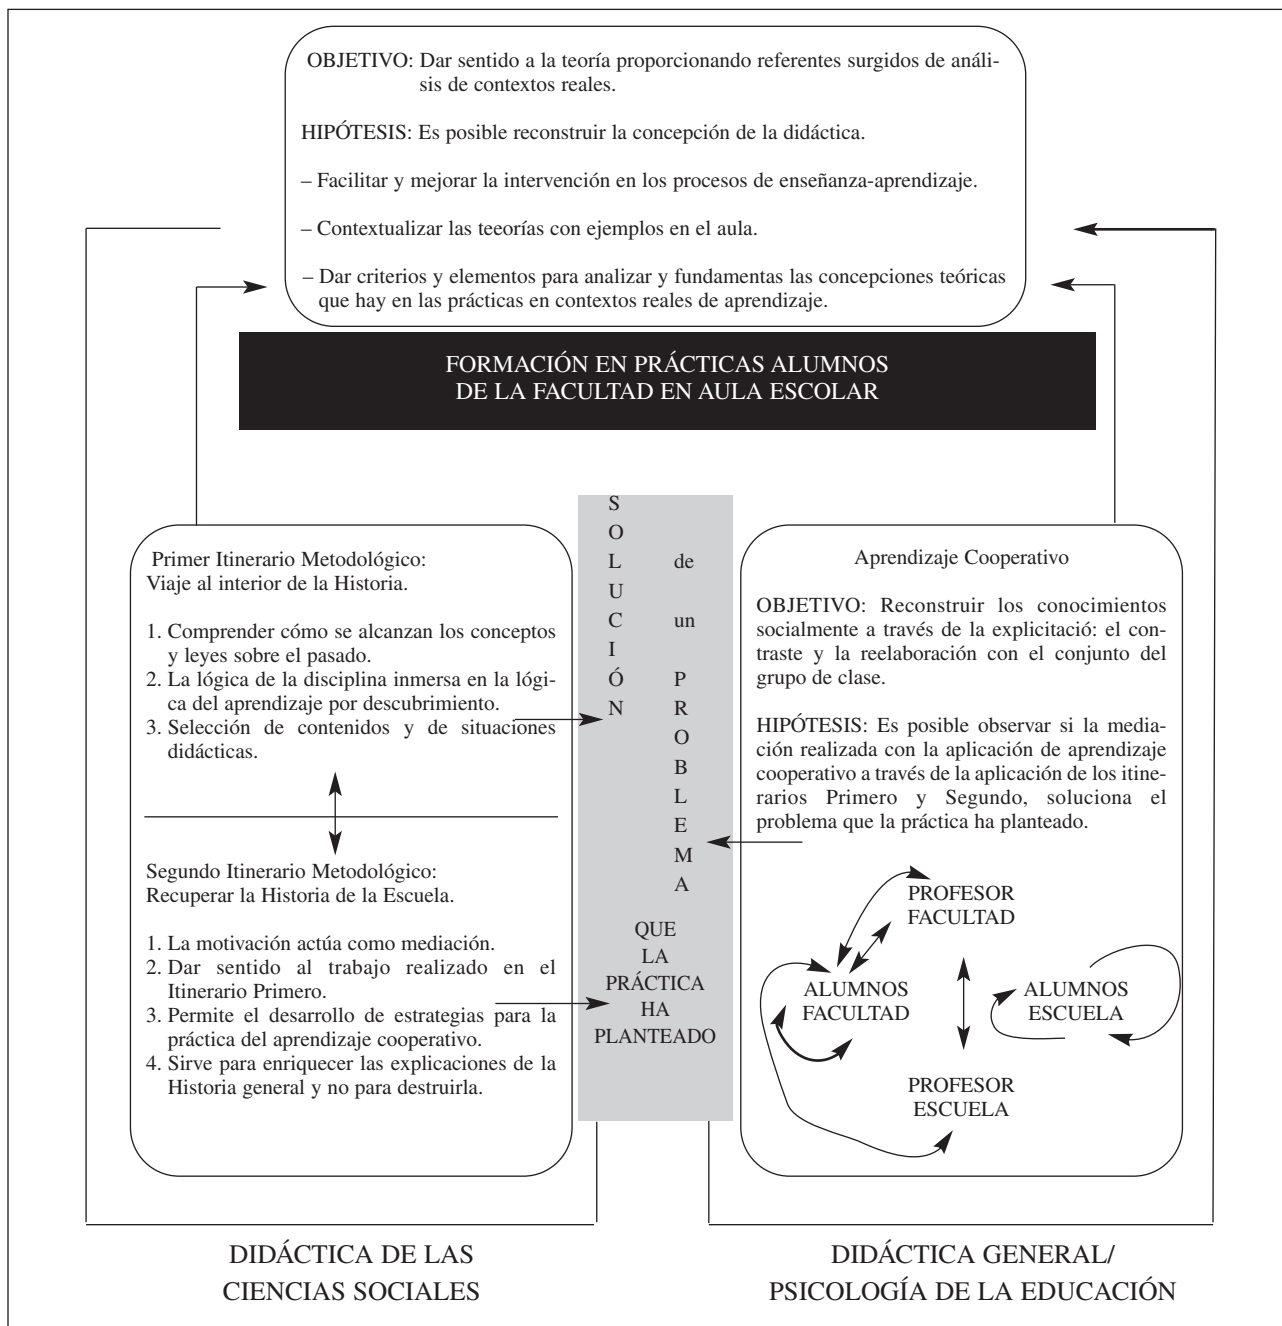 OBJETIVO: Dar sentido a la teoría proporcionando referentes surgidos de análi-
sis de contextos reales.
HIPÓTESIS: Es posible reconstruir la concepción de la didáctica.
– Facilitar y mejorar la intervención en los procesos de enseñanza-aprendizaje.
– Contextualizar las teeorías con ejemplos en el aula.
– Dar criterios y elementos para analizar y fundamentas las concepciones teóricas
que hay en las prácticas en contextos reales de aprendizaje.
FORMACIÓN EN PRÁCTICAS ALUMNOS
DE LA FACULTAD EN AULA ESCOLAR
Primer Itinerario Metodológico:
Viaje al interior de la Historia.
1. Comprender cómo se alcanzan los conceptos
y leyes sobre el pasado.
2. La lógica de la disciplina inmersa en la lógi-
ca del aprendizaje por descubrimiento.
3. Selección de contenidos y de situaciones
didácticas.
Segundo Itinerario Metodológico:
Recuperar la Historia de la Escuela.
1. La motivación actúa como mediación.
2. Dar sentido al trabajo realizado en el
Itinerario Primero.
3. Permite el desarrollo de estrategias para la
práctica del aprendizaje cooperativo.
4. Sirve para enriquecer las explicaciones de la
Historia general y no para destruirla.
SOLUCIÓN
de
un
PROBLEMA
QUE
LA
PRÁCTICA
HA
PLANTEADO
Aprendizaje Cooperativo
OBJETIVO: Reconstruir los conocimientos
socialmente a través de la explicitació: el con-
traste y la reelaboración con el conjunto del
grupo de clase.
HIPÓTESIS: Es posible observar si la media-
ción realizada con la aplicación de aprendizaje
cooperativo a través de la aplicación de los itine-
rarios Primero y Segundo, soluciona el
problema que la práctica ha planteado.
PROFESOR
FACULTAD
ALUMNOS
FACULTAD
ALUMNOS
ESCUELA
PROFESOR
ESCUELA
DIDÁCTICA DE LAS
CIENCIAS SOCIALES
DIDÁCTICA GENERAL/
PSICOLOGÍA DE LA EDUCACIÓN